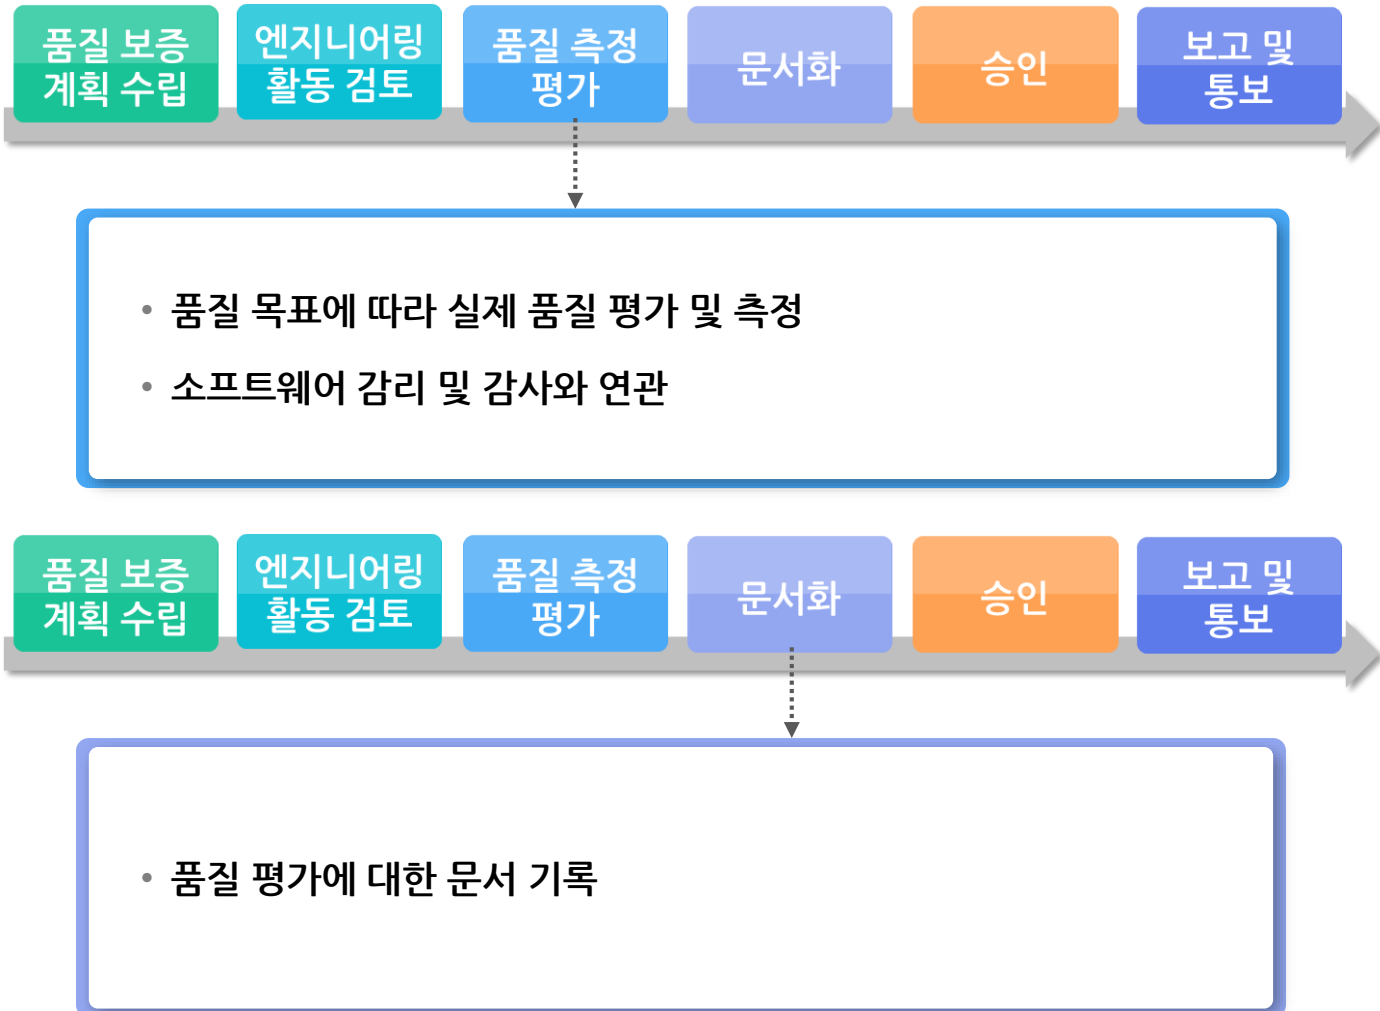 품질 보증
계획 수립
엔지니어링
활동 검토
품질 측정
평가
문서화
승인
보고 및
통보
• 품질 목표에 따라 실제 품질 평가 및 측정
• 소프트웨어 감리 및 감사와 연관
품질 보증
계획 수립
엔지니어링
활동 검토
품질 측정
평가
문서화
승인
보고 및
통보
• 품질 평가에 대한 문서 기록